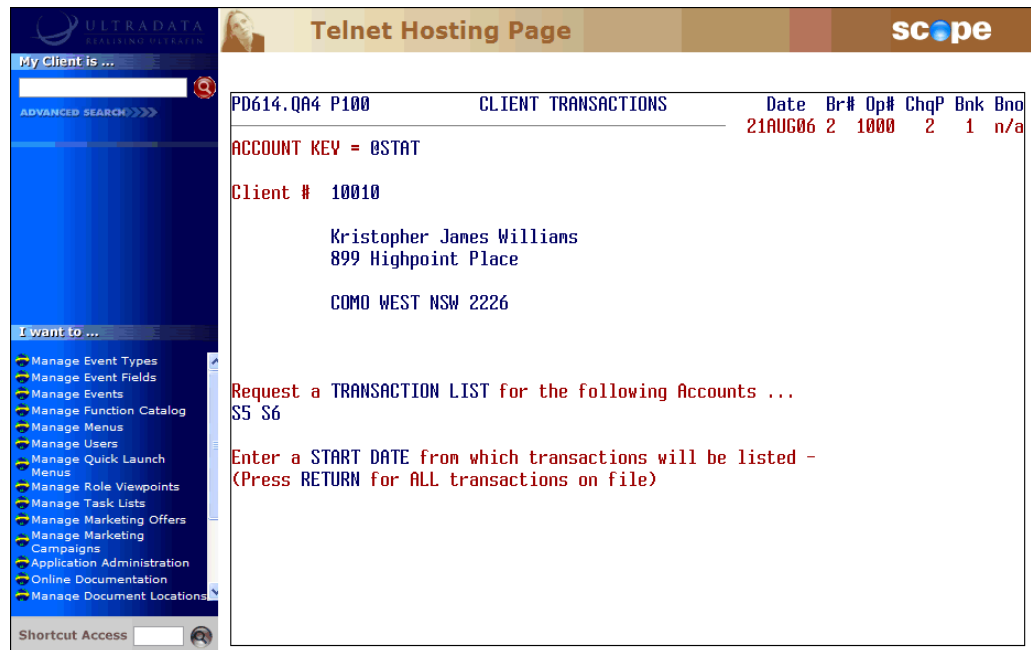 ULTRADATA
REALISING ULTRAFIN
Telnet Hosting Page
scope
My Client is ...
ADVANCED SEARCH
PD614.QA4 P100 CLIENT TRANSACTIONS Date Br# Op# ChqP Bnk Bno
21AUG06 2 1000 2 1 n/a
ACCOUNT KEY = @STAT
Client # 10010
Kristopher James Williams
899 Highpoint Place
COMO WEST NSW 2226
Request a TRANSACTION LIST for the following Accounts ...
S5 S6
Enter a START DATE from which transactions will be listed -
(Press RETURN for ALL transactions on file)
I want to ...
Manage Event Types
Manage Event Fields
Manage Events
Manage Function Catalog
Manage Menus
Manage Users
Manage Quick Launch
Menus
Manage Role Viewpoints
Manage Task Lists
Manage Marketing Offers
Manage Marketing
Campaigns
Application Administration
Online Documentation
Manage Document Locations
Shortcut Access